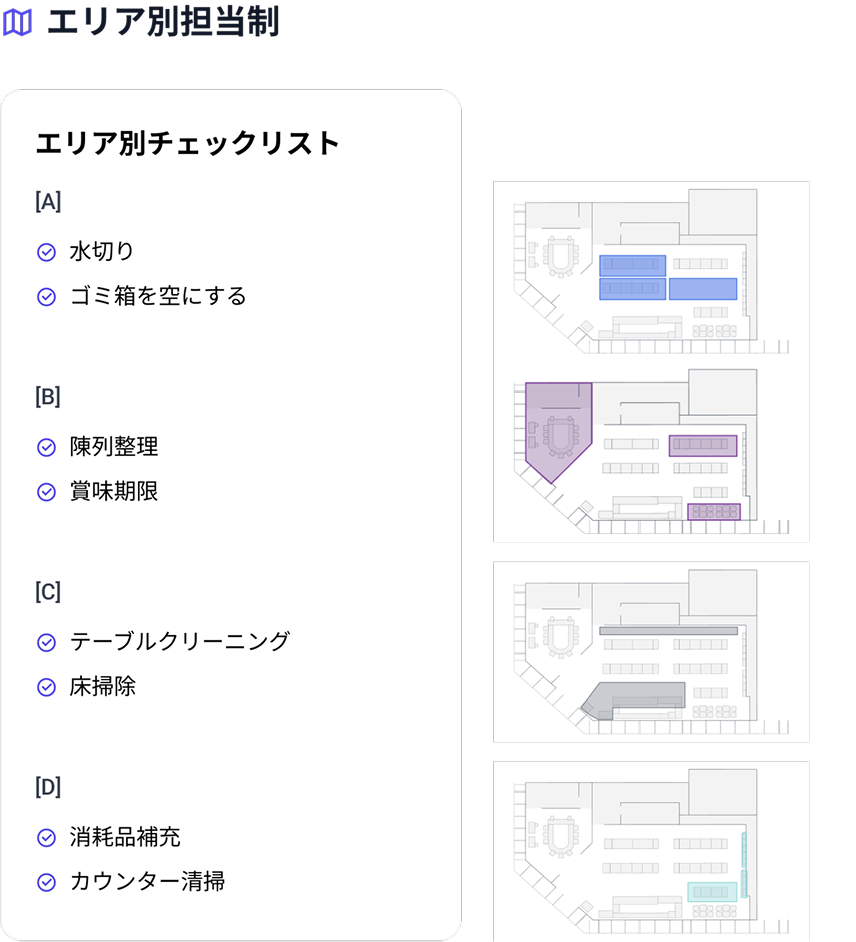 エリア別担当制
エリア別チェックリスト
[A]
水切り
ゴミ箱を空にする
[B]
陳列整理
賞味期限
[C]
テーブルクリーニング
床掃除
[D]
消耗品補充
カウンター清掃